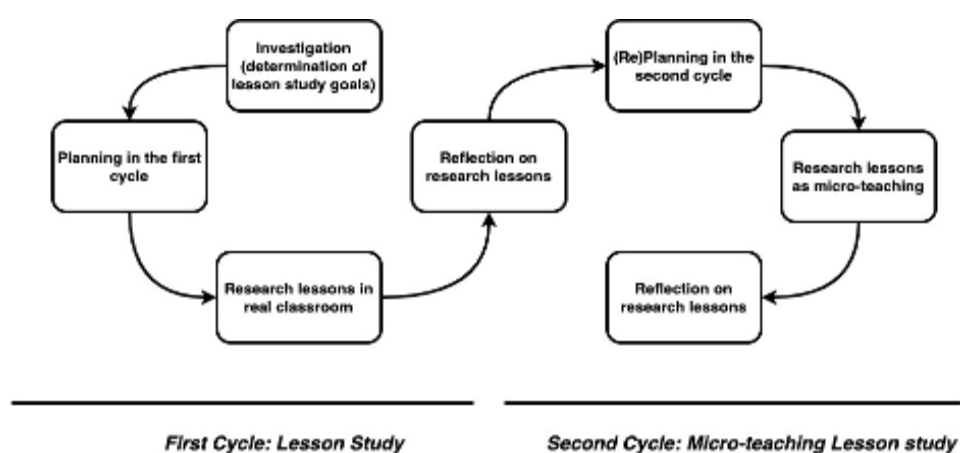 Investigation
(determination of
lesson study goals)
Planning in the first
cycle
Research lessons in
real classroom
Reflection on
research lessons
(Re)Planning in the
second cycle
Research lessons
as micro-teaching
Reflection on
research lessons
First Cycle: Lesson Study
Second Cycle: Micro-teaching Lesson study